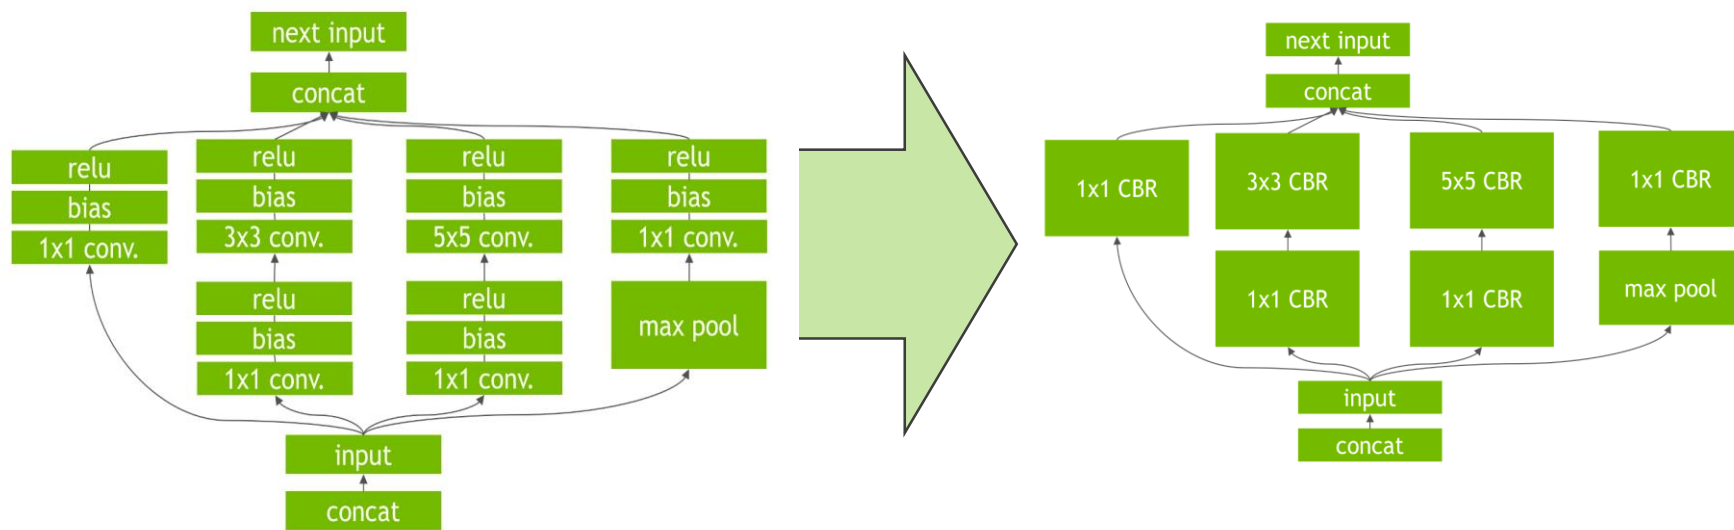 next input
concat
relu
bias
1x1 conv.
relu
bias
3x3 conv.
relu
bias
1x1 conv.
relu
bias
5x5 conv.
relu
bias
1x1 conv.
relu
bias
1x1 conv.
max pool
input
concat
next input
concat
1x1 CBR
3x3 CBR
1x1 CBR
5x5 CBR
1x1 CBR
1x1 CBR
max pool
input
concat